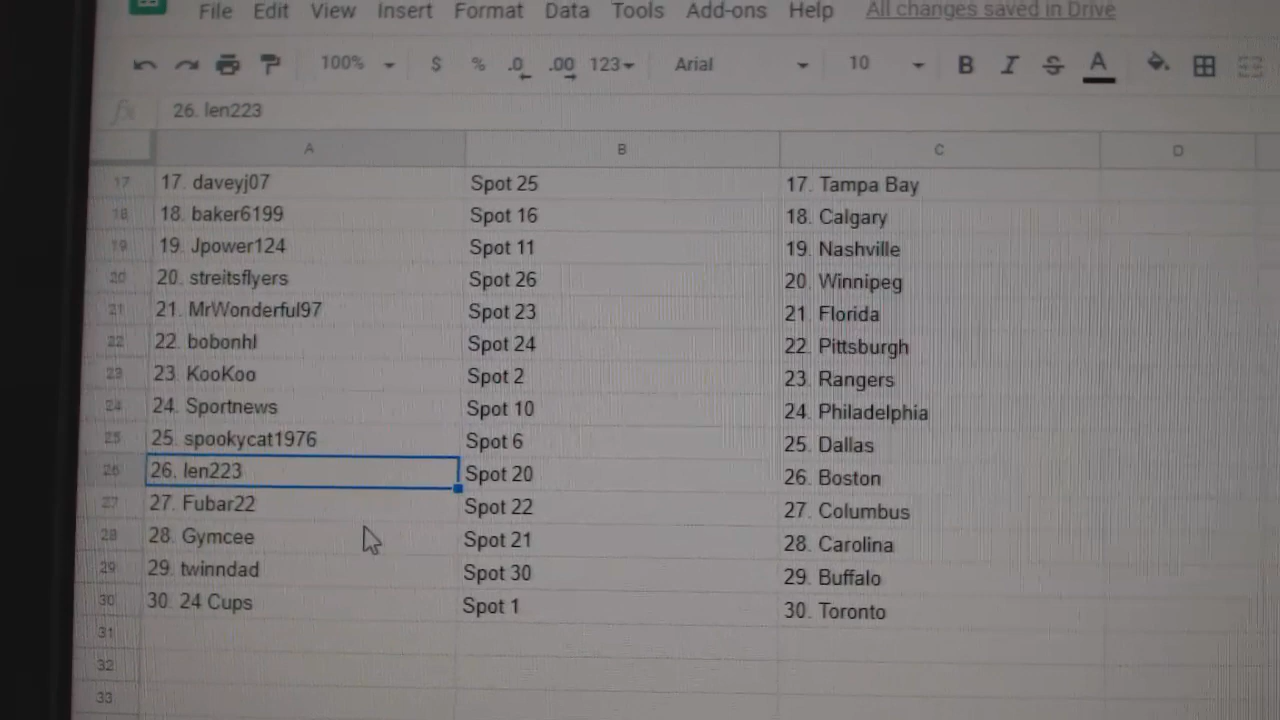 File Edit View Insert Format Data Tools Add-ons Help All changes saved in Drive
100% $ % .0 .00 123 Arial 10 B I S A
fx 26. len223
A B C D
17 17. daveyj07 Spot 25 17. Tampa Bay
18 18. baker6199 Spot 16 18. Calgary
19 19. Jpower124 Spot 11 19. Nashville
20 20. streitsflyers Spot 26 20. Winnipeg
21 21. MrWonderful97 Spot 23 21. Florida
22 22. bobonhl Spot 24 22. Pittsburgh
23 23. KooKoo Spot 2 23. Rangers
24 24. Sportnews Spot 10 24. Philadelphia
25 25. spookycat1976 Spot 6 25. Dallas
26 26. len223 Spot 20 26. Boston
27 27. Fubar22 Spot 22 27. Columbus
28 28. Gymcee Spot 21 28. Carolina
29 29. twinndad Spot 30 29. Buffalo
30 30. 24 Cups Spot 1 30. Toronto
31
32
33